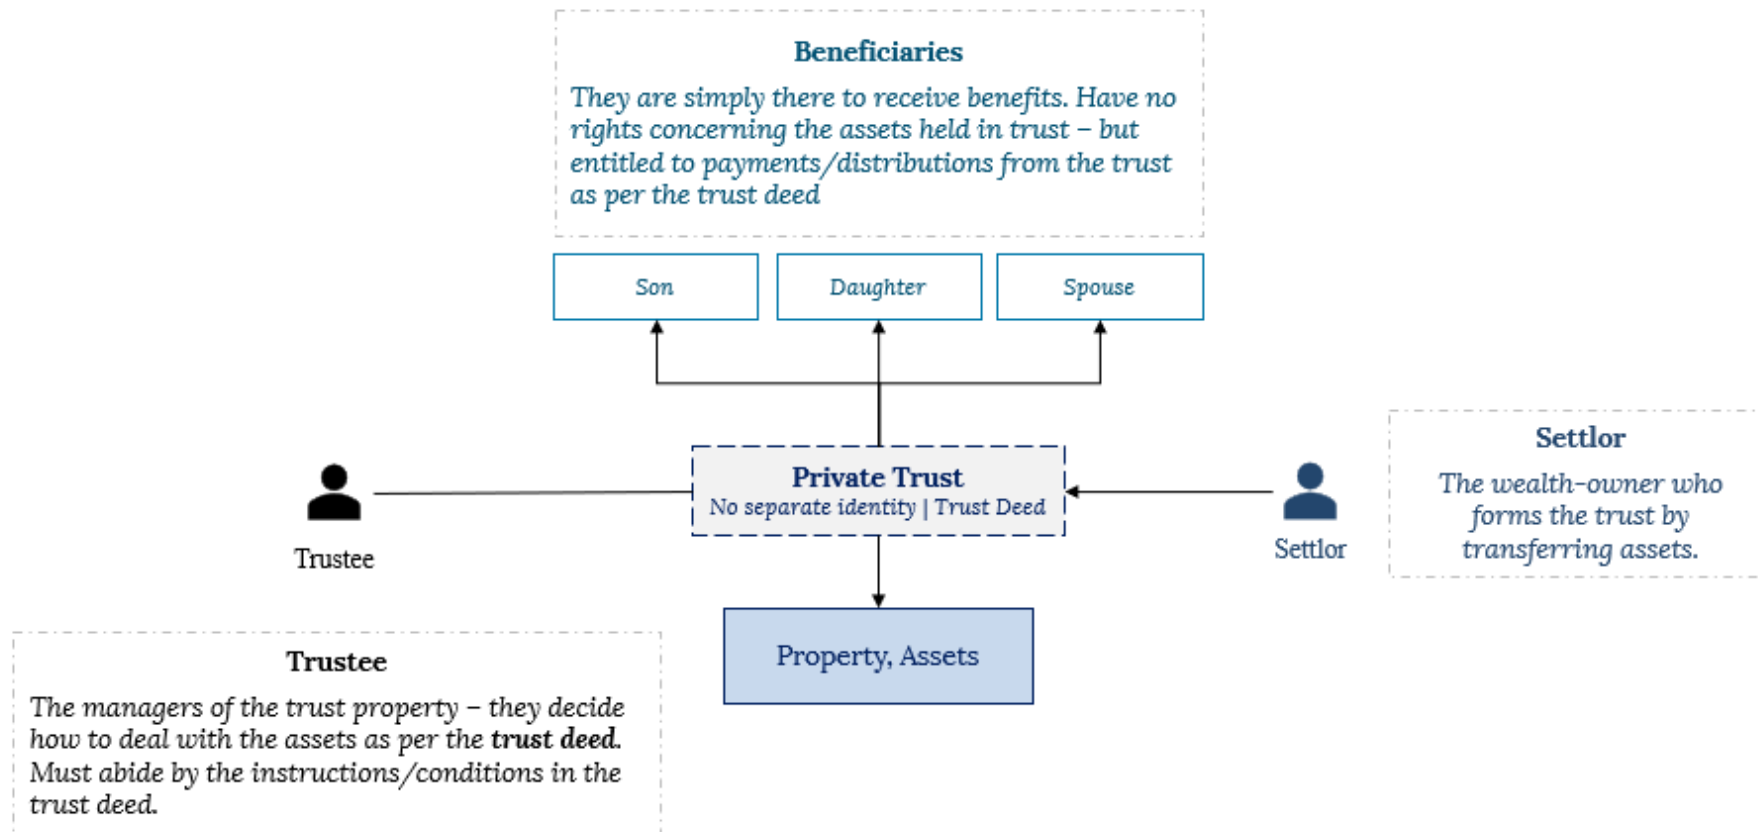 Beneficiaries
They are simply there to receive benefits. Have no
rights concerning the assets held in trust – but
entitled to payments/distributions from the trust
as per the trust deed
Son
Daughter
Spouse
Private Trust
No separate identity | Trust Deed
Trustee
Settlor
Settlor
The wealth-owner who
forms the trust by
transferring assets.
Property, Assets
Trustee
The managers of the trust property – they decide
how to deal with the assets as per the trust deed.
Must abide by the instructions/conditions in the
trust deed.